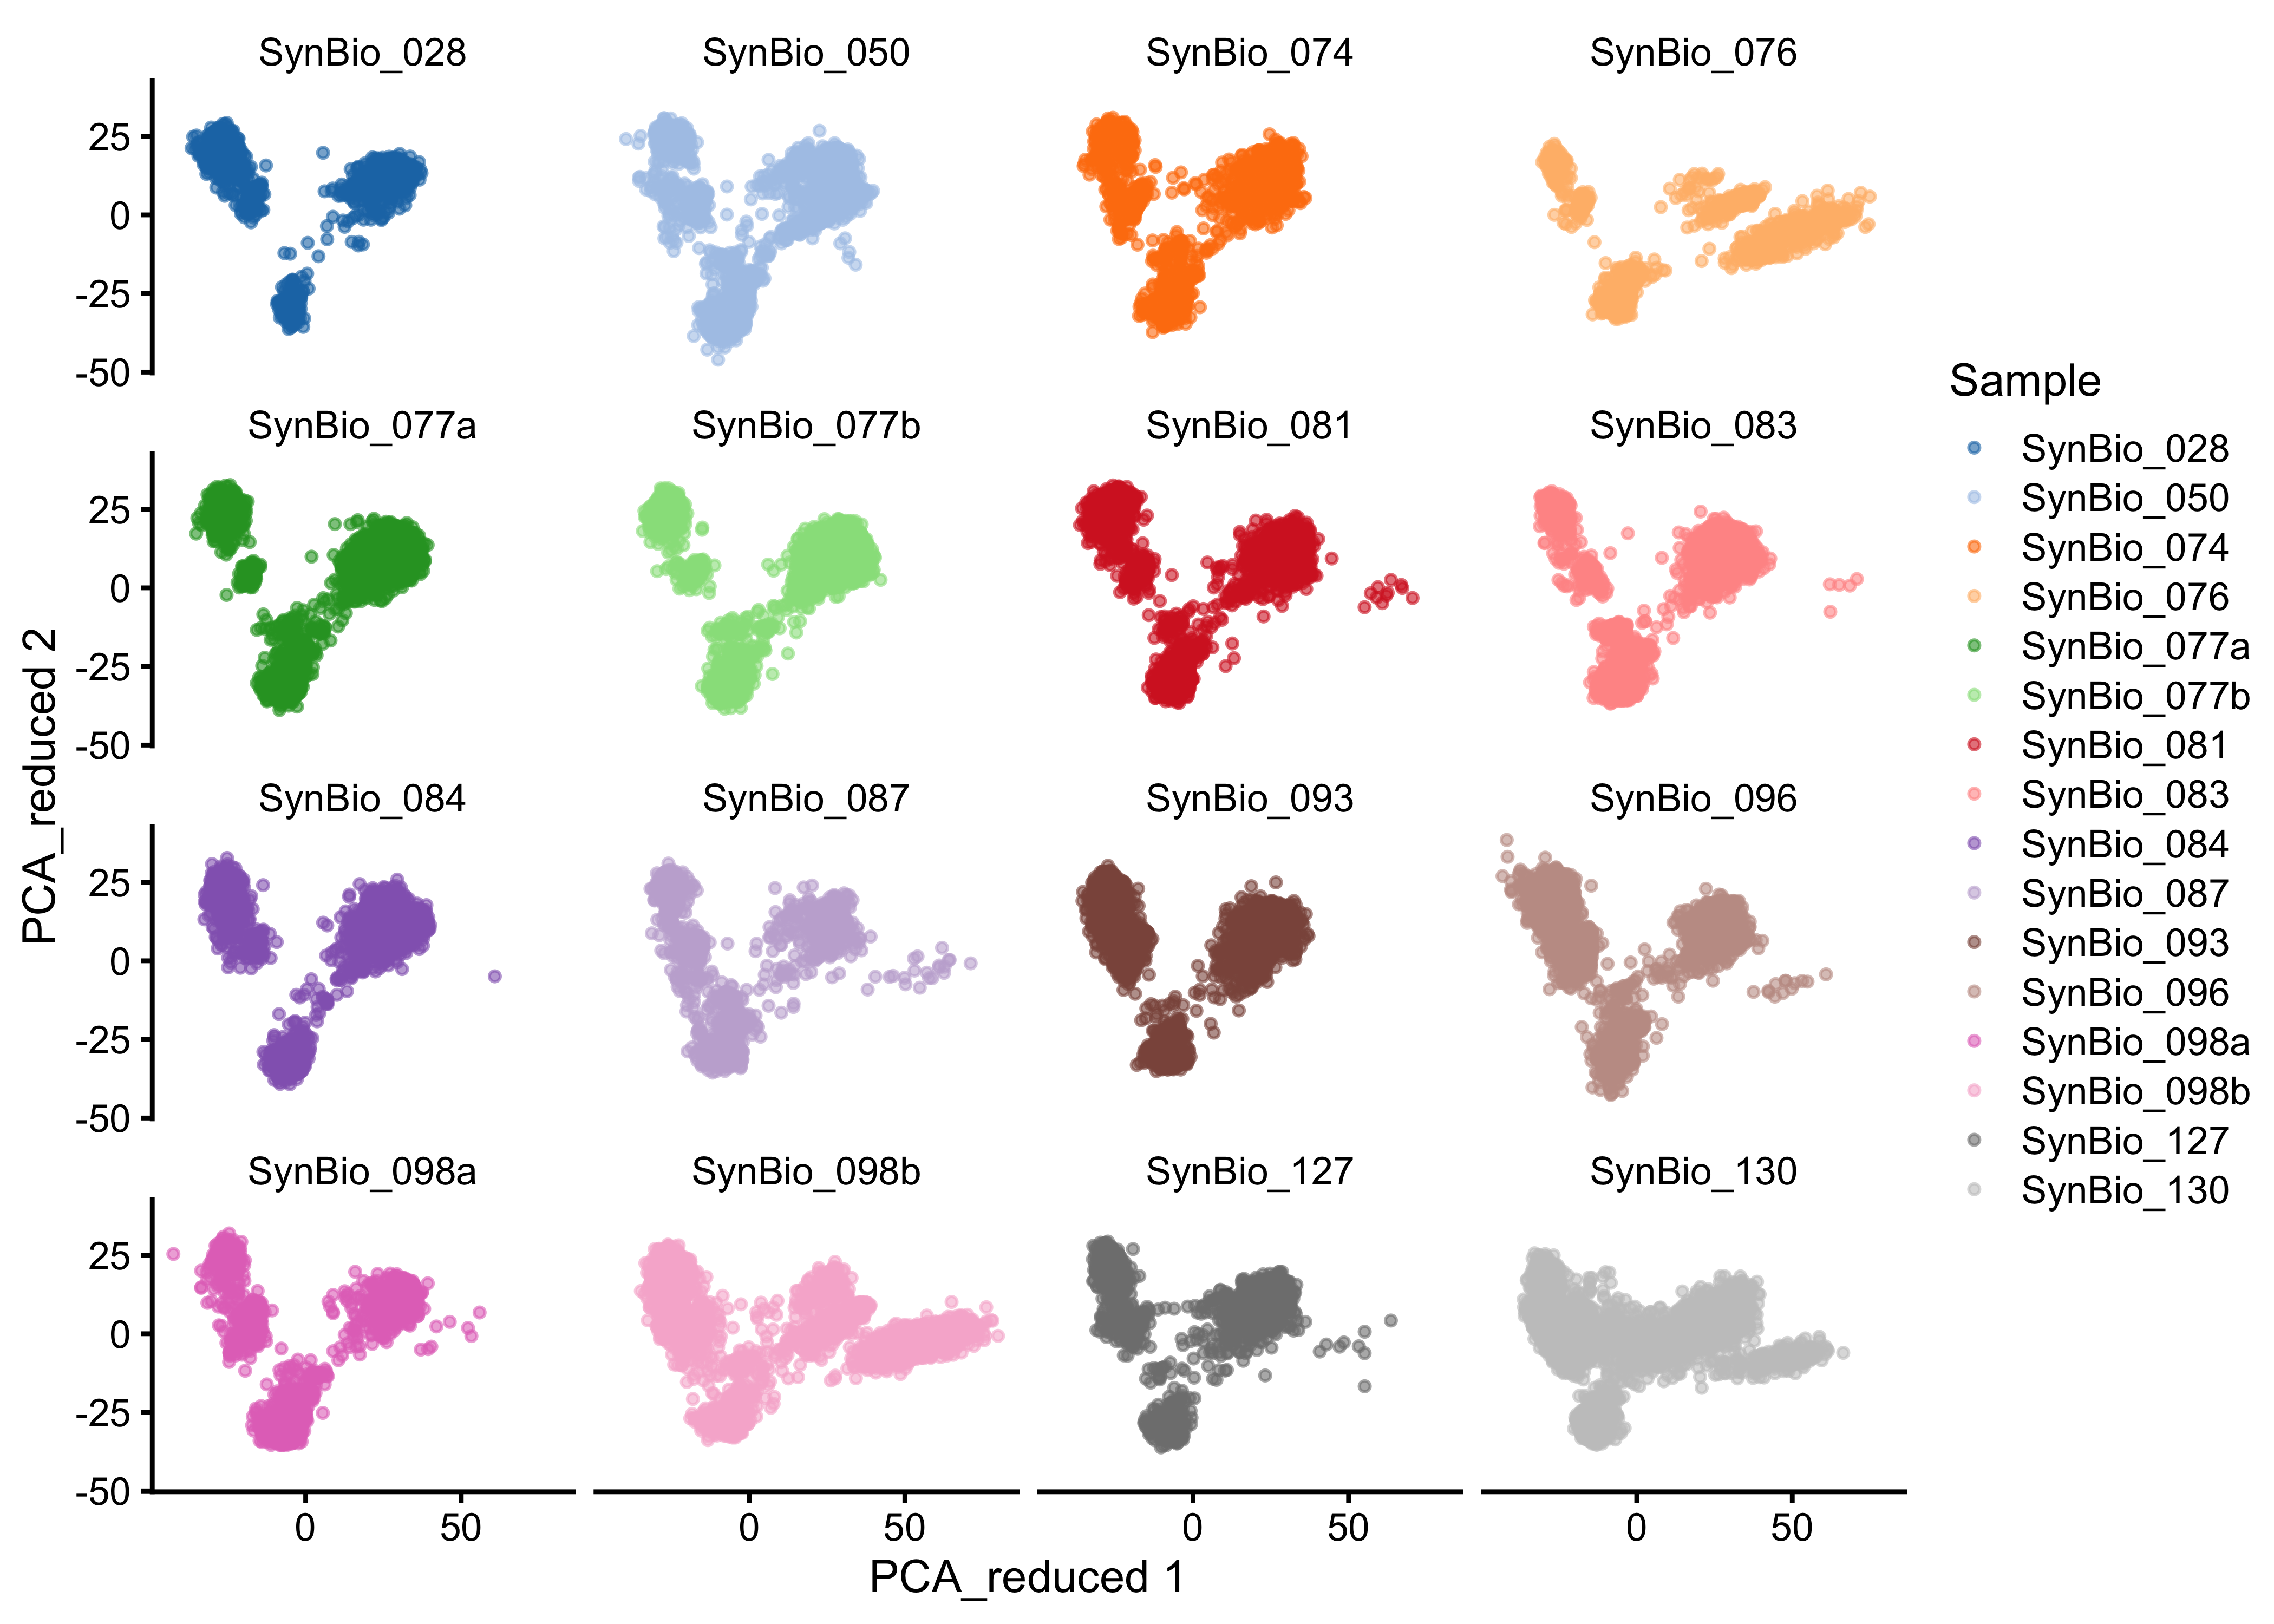 SynBio_028 SynBio_050 SynBio_074 SynBio_076
25
0
-25
-50
SynBio_077a SynBio_077b SynBio_081 SynBio_083
25
0
-25
-50
SynBio_084 SynBio_087 SynBio_093 SynBio_096
25
0
-25
-50
SynBio_098a SynBio_098b SynBio_127 SynBio_130
25
0
-25
-50
0 50 0 50 0 50 0 50
PCA_reduced 1
PCA_reduced 2
Sample
SynBio_028
SynBio_050
SynBio_074
SynBio_076
SynBio_077a
SynBio_077b
SynBio_081
SynBio_083
SynBio_084
SynBio_087
SynBio_093
SynBio_096
SynBio_098a
SynBio_098b
SynBio_127
SynBio_130